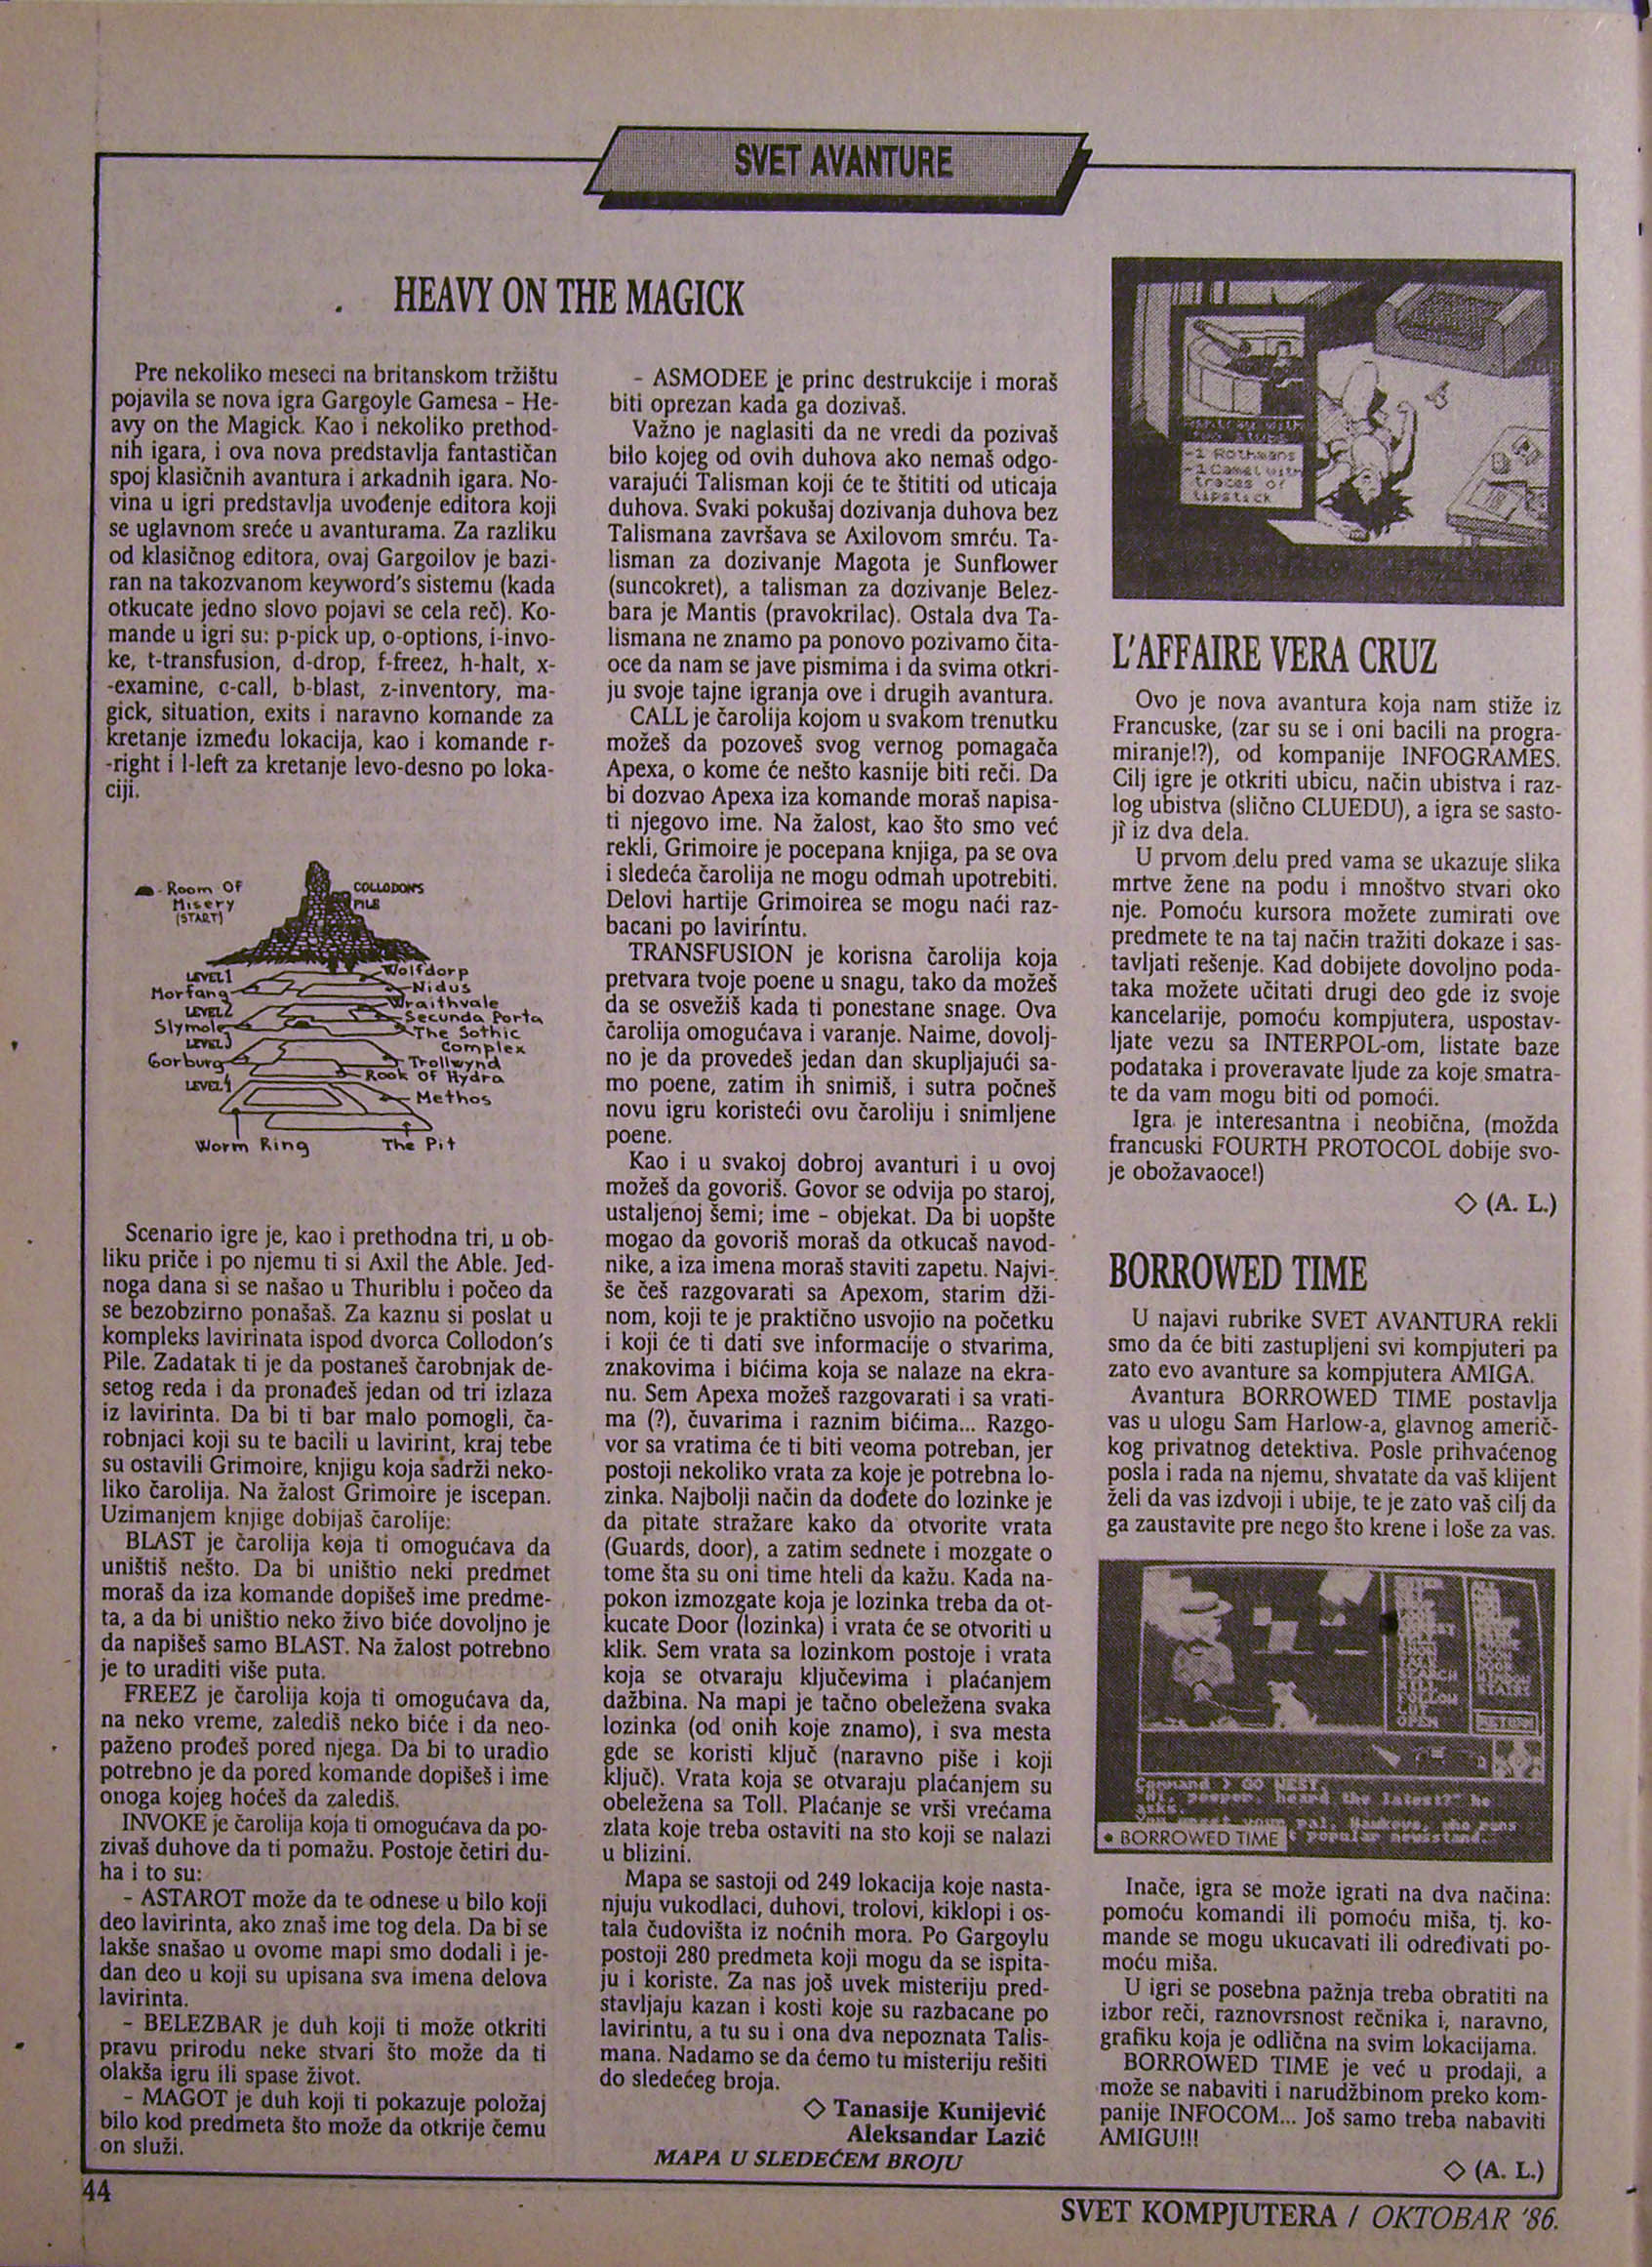 SVET AVANTURE
HEAVY ON THE MAGICK
Pre nekoliko meseci na britanskom tržištu
pojavila se nova igra Gargoyle Gamesa – He-
avy on the Magick. Kao i nekoliko prethod-
nih igara, i ova nova predstavlja fantastičan
spoj klasičnih avantura i arkadnih igara. No-
vina u igri predstavlja uvođenje editora koji
se uglavnom sreće u avanturama. Za razliku
od klasičnog editora, ovaj Gargoilov je bazi-
ran na takozvanom keyword's sistemu (kada
otkucate jedno slovo pojavi se cela reč). Ko-
mande u igri su: p-pick up, o-options, i-invo-
ke, t-transfusion, d-drop, f-freez, h-halt, x-
-examine, c-call, b-blast, z-inventory, ma-
gick, situation, exits i naravno komande za
kretanje između lokacija, kao i komande r-
-right i l-left za kretanje levo-desno po loka-
ciji.
- Room Of
Misery
(START)
COLLODON'S
PILE
LEVEL 1
Wolfdorp
Nidus
Morfang
Wraithvale
LEVEL 2
Secunda Porta
Slymole
The Sothic
Complex
LEVEL 3
Gorburg
Trollwynd
Rook Of Hydra
LEVEL 4
Methos
Worm Ring
The Pit
Scenario igre je, kao i prethodna tri, u ob-
liku priče i po njemu ti si Axil the Able. Jed-
noga dana si se našao u Thuriblu i počeo da
se bezobzirno ponašaš. Za kaznu si poslat u
kompleks lavirinata ispod dvorca Collodon's
Pile. Zadatak ti je da postaneš čarobnjak de-
setog reda i da pronađeš jedan od tri izlaza
iz lavirinta. Da bi ti bar malo pomogli, ča-
robnjaci koji su te bacili u lavirint, kraj tebe
su ostavili Grimoire, knjigu koja sadrži neko-
liko čarolija. Na žalost Grimoire je iscepan.
Uzimanjem knjige dobijaš čarolije:
BLAST je čarolija koja ti omogućava da
uništiš nešto. Da bi uništio neki predmet
moraš da iza komande dopišeš ime predme-
ta, a da bi uništio neko živo biće dovoljno je
da napišeš samo BLAST. Na žalost potrebno
je to uraditi više puta.
FREEZ je čarolija koja ti omogućava da,
na neko vreme, zalediš neko biće i da neo-
paženo prođeš pored njega. Da bi to uradio
potrebno je da pored komande dopišeš i ime
onoga kojeg hoćeš da zalediš.
INVOKE je čarolija koja ti omogućava da po-
zivaš duhove da ti pomažu. Postoje četiri du-
ha i to su:
– ASTAROT može da te odnese u bilo koji
deo lavirinta, ako znaš ime tog dela. Da bi se
lakše snašao u ovome mapi smo dodali i je-
dan deo u koji su upisana sva imena delova
lavirinta.
– BELEZBAR je duh koji ti može otkriti
pravu prirodu neke stvari što može da ti
olakša igru ili spase život.
– MAGOT je duh koji ti pokazuje položaj
bilo kod predmeta što može da otkrije čemu
on služi.
– ASMODEE je princ destrukcije i moraš
biti oprezan kada ga dozivaš.
Važno je naglasiti da ne vredi da pozivaš
bilo kojeg od ovih duhova ako nemaš odgo-
varajući Talisman koji će te štititi od uticaja
duhova. Svaki pokušaj dozivanja duhova bez
Talismana završava se Axilovom smrću. Ta-
lisman za dozivanje Magota je Sunflower
(suncokret), a talisman za dozivanje Belez-
bara je Mantis (pravokrilac). Ostala dva Ta-
lismana ne znamo pa ponovo pozivamo čita-
oce da nam se jave pismima i da svima otkri-
ju svoje tajne igranja ove i drugih avantura.
CALL je čarolija kojom u svakom trenutku
možeš da pozoveš svog vernog pomagača
Apexa, o kome će nešto kasnije biti reči. Da
bi dozvao Apexa iza komande moraš napisa-
ti njegovo ime. Na žalost, kao što smo već
rekli, Grimoire je pocepana knjiga, pa se ova
i sledeća čarolija ne mogu odmah upotrebiti.
Delovi hartije Grimoirea se mogu naći raz-
bacani po lavirintu.
TRANSFUSION je korisna čarolija koja
pretvara tvoje poene u snagu, tako da možeš
da se osvežiš kada ti ponestane snage. Ova
čarolija omogućava i varanje. Naime, dovolj-
no je da provedeš jedan dan skupljajući sa-
mo poene, zatim ih snimiš, i sutra počneš
novu igru koristeći ovu čaroliju i snimljene
poene.
Kao i u svakoj dobroj avanturi i u ovoj
možeš da govoriš. Govor se odvija po staroj,
ustaljenoj šemi; ime – objekat. Da bi uopšte
mogao da govoriš moraš da otkucaš navod-
nike, a iza imena moraš staviti zapetu. Najvi-
še češ razgovarati sa Apexom, starim dži-
nom, koji te je praktično usvojio na početku
i koji će ti dati sve informacije o stvarima,
znakovima i bićima koja se nalaze na ekra-
nu. Sem Apexa možeš razgovarati i sa vrati-
ma (?), čuvarima i raznim bićima... Razgo-
vor sa vratima će ti biti veoma potreban, jer
postoji nekoliko vrata za koje je potrebna lo-
zinka. Najbolji način da dođete do lozinke je
da pitate stražare kako da otvorite vrata
(Guards, door), a zatim sednete i mozgate o
tome šta su oni time hteli da kažu. Kada na-
pokon izmozgate koja je lozinka treba da ot-
kucate Door (lozinka) i vrata će se otvoriti u
klik. Sem vrata sa lozinkom postoje i vrata
koja se otvaraju ključevima i plaćanjem
dažbina. Na mapi je tačno obeležena svaka
lozinka (od onih koje znamo), i sva mesta
gde se koristi ključ (naravno piše i koji
ključ). Vrata koja se otvaraju plaćanjem su
obeležena sa Toll. Plaćanje se vrši vrećama
zlata koje treba ostaviti na sto koji se nalazi
u blizini.
Mapa se sastoji od 249 lokacija koje nasta-
njuju vukodlaci, duhovi, trolovi, kiklopi i os-
tala čudovišta iz noćnih mora. Po Gargoylu
postoji 280 predmeta koji mogu da se ispita-
ju i koriste. Za nas još uvek misteriju pred-
stavljaju kazan i kosti koje su razbacane po
lavirintu, a tu su i ona dva nepoznata Talis-
mana. Nadamo se da ćemo tu misteriju rešiti
do sledećeg broja.
◇ Tanasije Kunijević
Aleksandar Lazić
MAPA U SLEDEĆEM BROJU
-1 Rothmans
-1 Camel with
traces of
lipstick
L'AFFAIRE VERA CRUZ
Ovo je nova avantura koja nam stiže iz
Francuske, (zar su se i oni bacili na progra-
miranje!?), od kompanije INFOGRAMES.
Cilj igre je otkriti ubicu, način ubistva i raz-
log ubistva (slično CLUEDU), a igra se sasto-
ji iz dva dela.
U prvom delu pred vama se ukazuje slika
mrtve žene na podu i mnoštvo stvari oko
nje. Pomoću kursora možete zumirati ove
predmete te na taj način tražiti dokaze i sas-
tavljati rešenje. Kad dobijete dovoljno poda-
taka možete učitati drugi deo gde iz svoje
kancelarije, pomoću kompjutera, uspostav-
ljate vezu sa INTERPOL-om, listate baze
podataka i proveravate ljude za koje smatra-
te da vam mogu biti od pomoći.
Igra je interesantna i neobična, (možda
francuski FOURTH PROTOCOL dobije svo-
je obožavaoce!)
◇ (A. L.)
BORROWED TIME
U najavi rubrike SVET AVANTURA rekli
smo da će biti zastupljeni svi kompjuteri pa
zato evo avanture sa kompjutera AMIGA.
Avantura BORROWED TIME postavlja
vas u ulogu Sam Harlow-a, glavnog američ-
kog privatnog detektiva. Posle prihvaćenog
posla i rada na njemu, shvatate da vaš klijent
želi da vas izdvoji i ubije, te je zato vaš cilj da
ga zaustavite pre nego što krene i loše za vas.
FOLLOW
OPEN
RETURN
Command > GO WEST.
"Hi, peeper, heard the latest?" he
asks.
pal, Hawkeye, who runs
popular newsstand.
• BORROWED TIME
Inače, igra se može igrati na dva načina:
pomoću komandi ili pomoću miša, tj. ko-
mande se mogu ukucavati ili određivati po-
moću miša.
U igri se posebna pažnja treba obratiti na
izbor reči, raznovrsnost rečnika i, naravno,
grafiku koja je odlična na svim lokacijama.
BORROWED TIME je već u prodaji, a
može se nabaviti i narudžbinom preko kom-
panije INFOCOM... Još samo treba nabaviti
AMIGU!!!
◇ (A. L.)
44
SVET KOMPJUTERA / OKTOBAR '86.